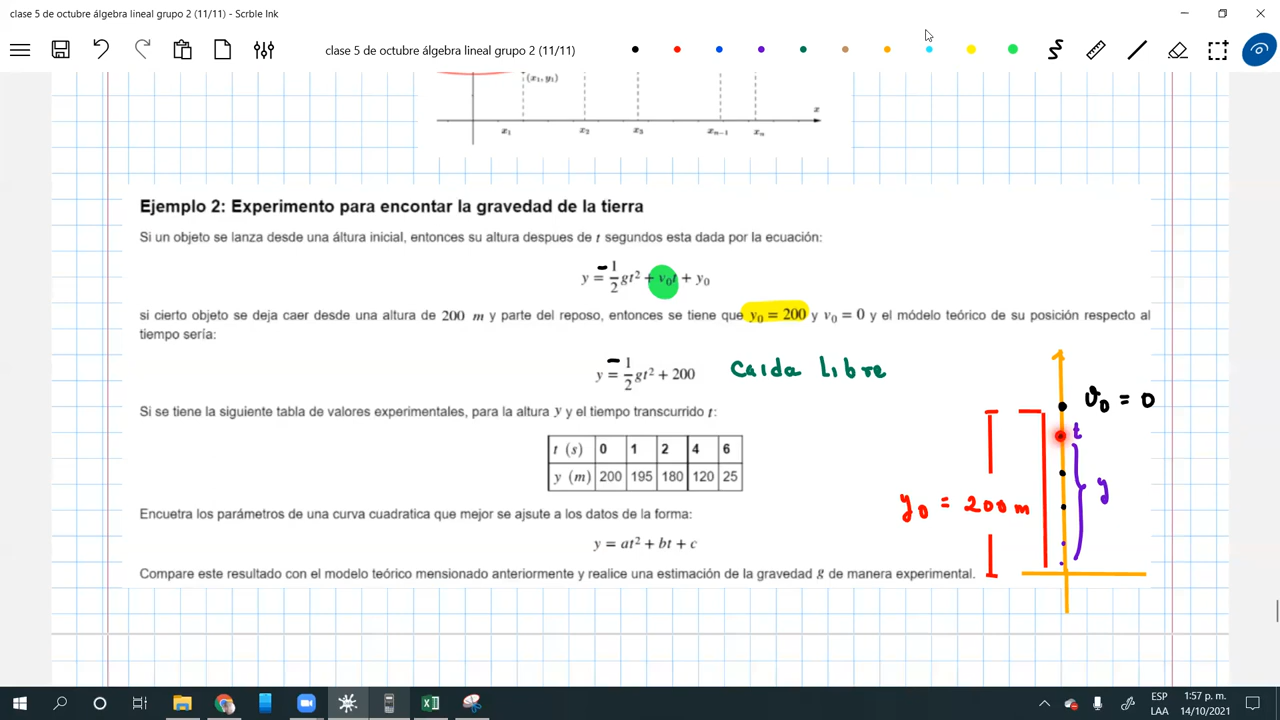 clase 5 de octubre álgebra lineal grupo 2 (11/11) - Scrble Ink
clase 5 de octubre álgebra lineal grupo 2 (11/11)
(x₁, y₁)
x
x₁ x₂ x₃ xₙ₋₁ xₙ
Ejemplo 2: Experimento para encontar la gravedad de la tierra
Si un objeto se lanza desde una áltura inicial, entonces su altura despues de t segundos esta dada por la ecuación:
y = -1/2 gt² + v₀t + y₀
si cierto objeto se deja caer desde una altura de 200 m y parte del reposo, entonces se tiene que y₀ = 200 y v₀ = 0 y el módelo teórico de su posición respecto al
tiempo sería:
y = -1/2 gt² + 200 Caida Libre
v₀ = 0
Si se tiene la siguiente tabla de valores experimentales, para la altura y y el tiempo transcurrido t:
t
t (s) 0 1 2 4 6
y (m) 200 195 180 120 25
y
y₀ = 200 m
Encuetra los parámetros de una curva cuadratica que mejor se ajsute a los datos de la forma:
y = at² + bt + c
Compare este resultado con el modelo teórico mensionado anteriormente y realice una estimación de la gravedad g de manera experimental.
ESP
LAA
1:57 p. m.
14/10/2021